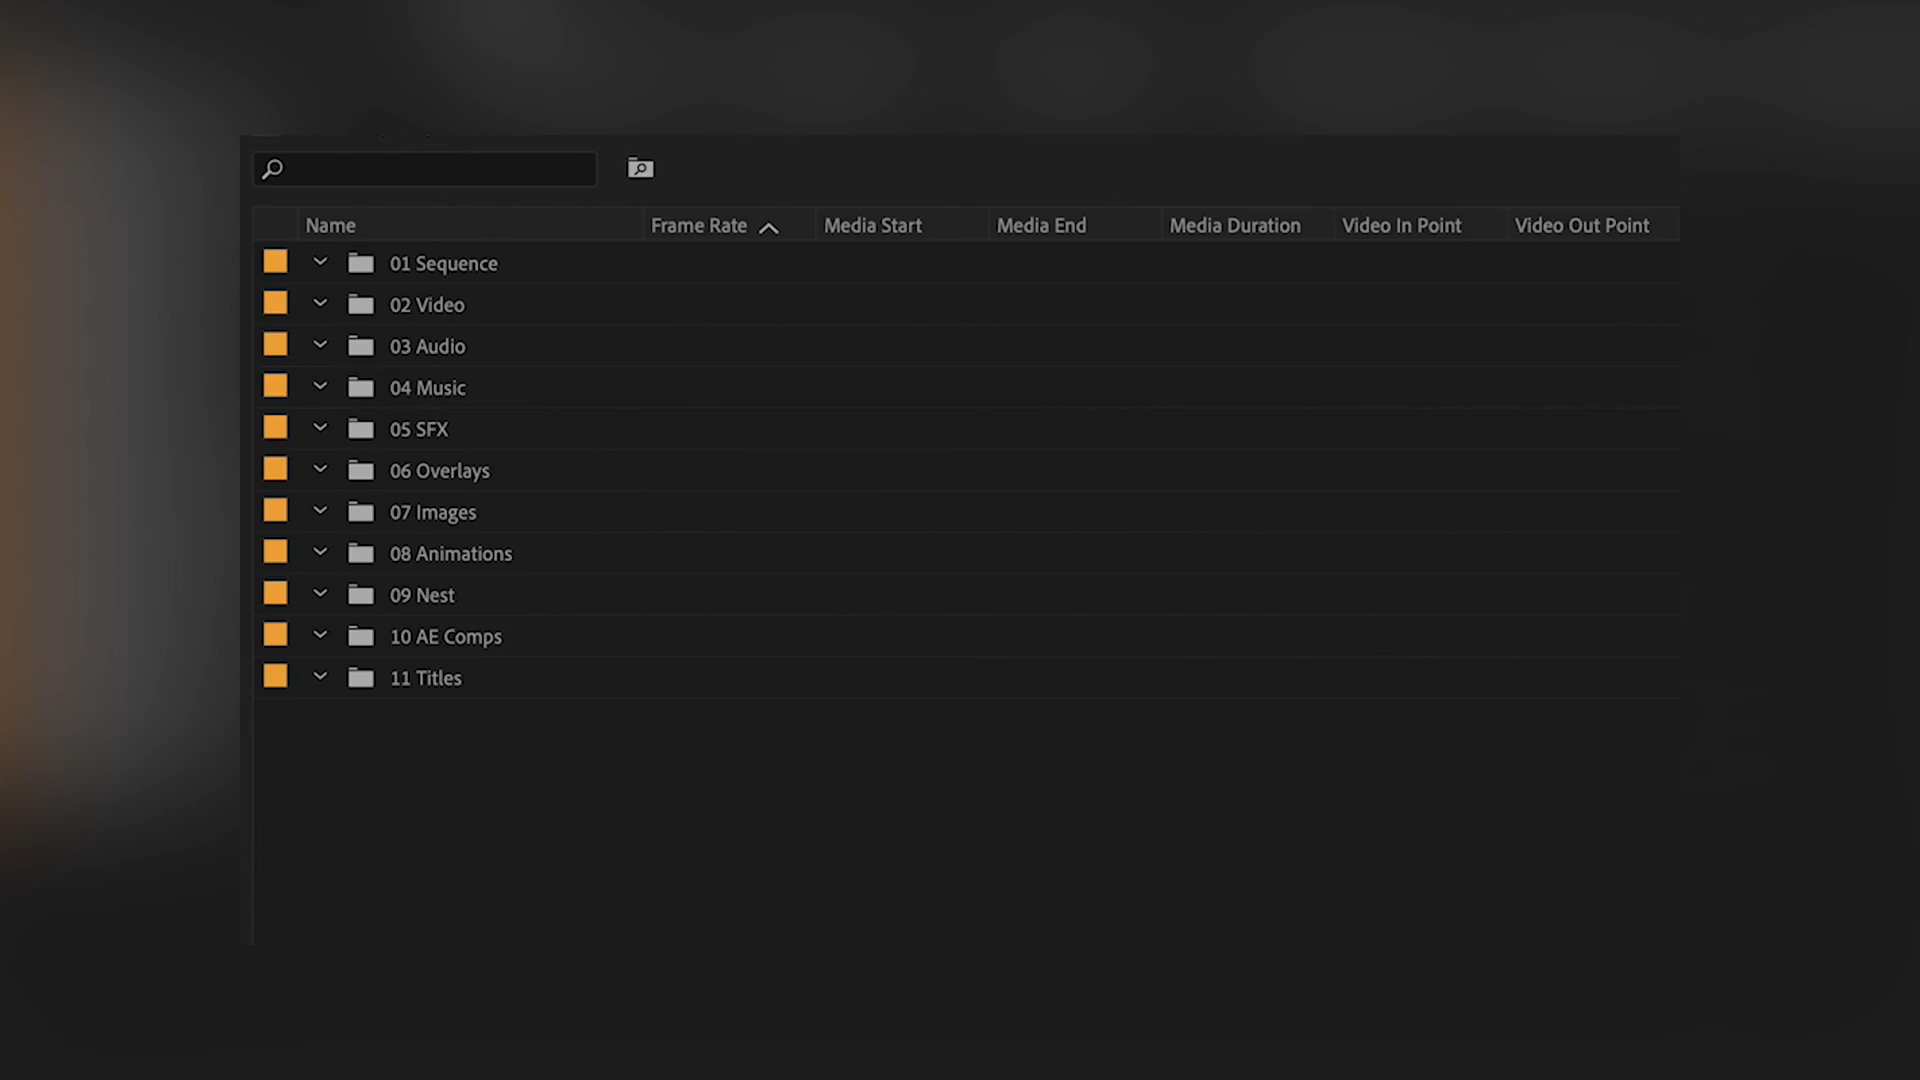 Name Frame Rate Media Start Media End Media Duration Video In Point Video Out Point
01 Sequence
02 Video
03 Audio
04 Music
05 SFX
06 Overlays
07 Images
08 Animations
09 Nest
10 AE Comps
11 Titles